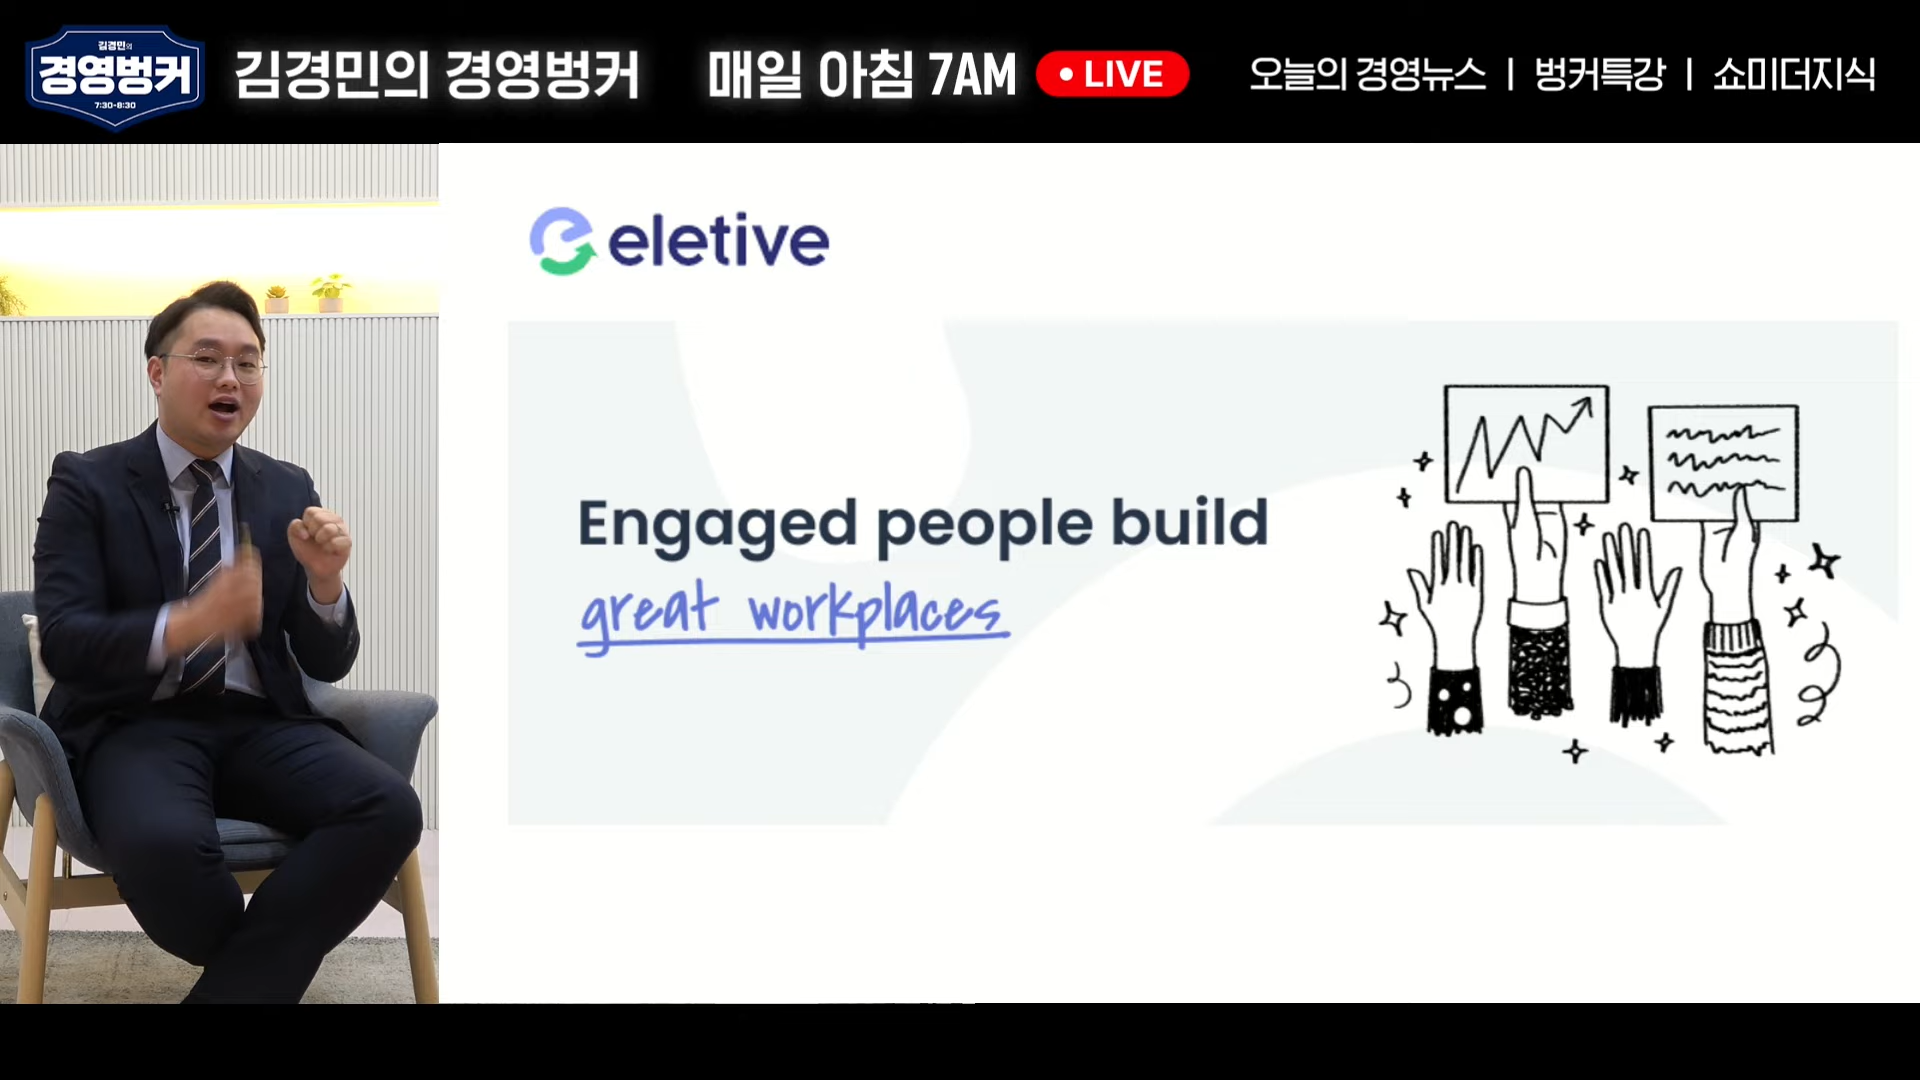 김경민의
경영벙커
7:30-8:30
김경민의 경영벙커 매일 아침 7AM • LIVE 오늘의 경영뉴스 | 벙커특강 | 쇼미더지식
eletive
Engaged people build
great workplaces